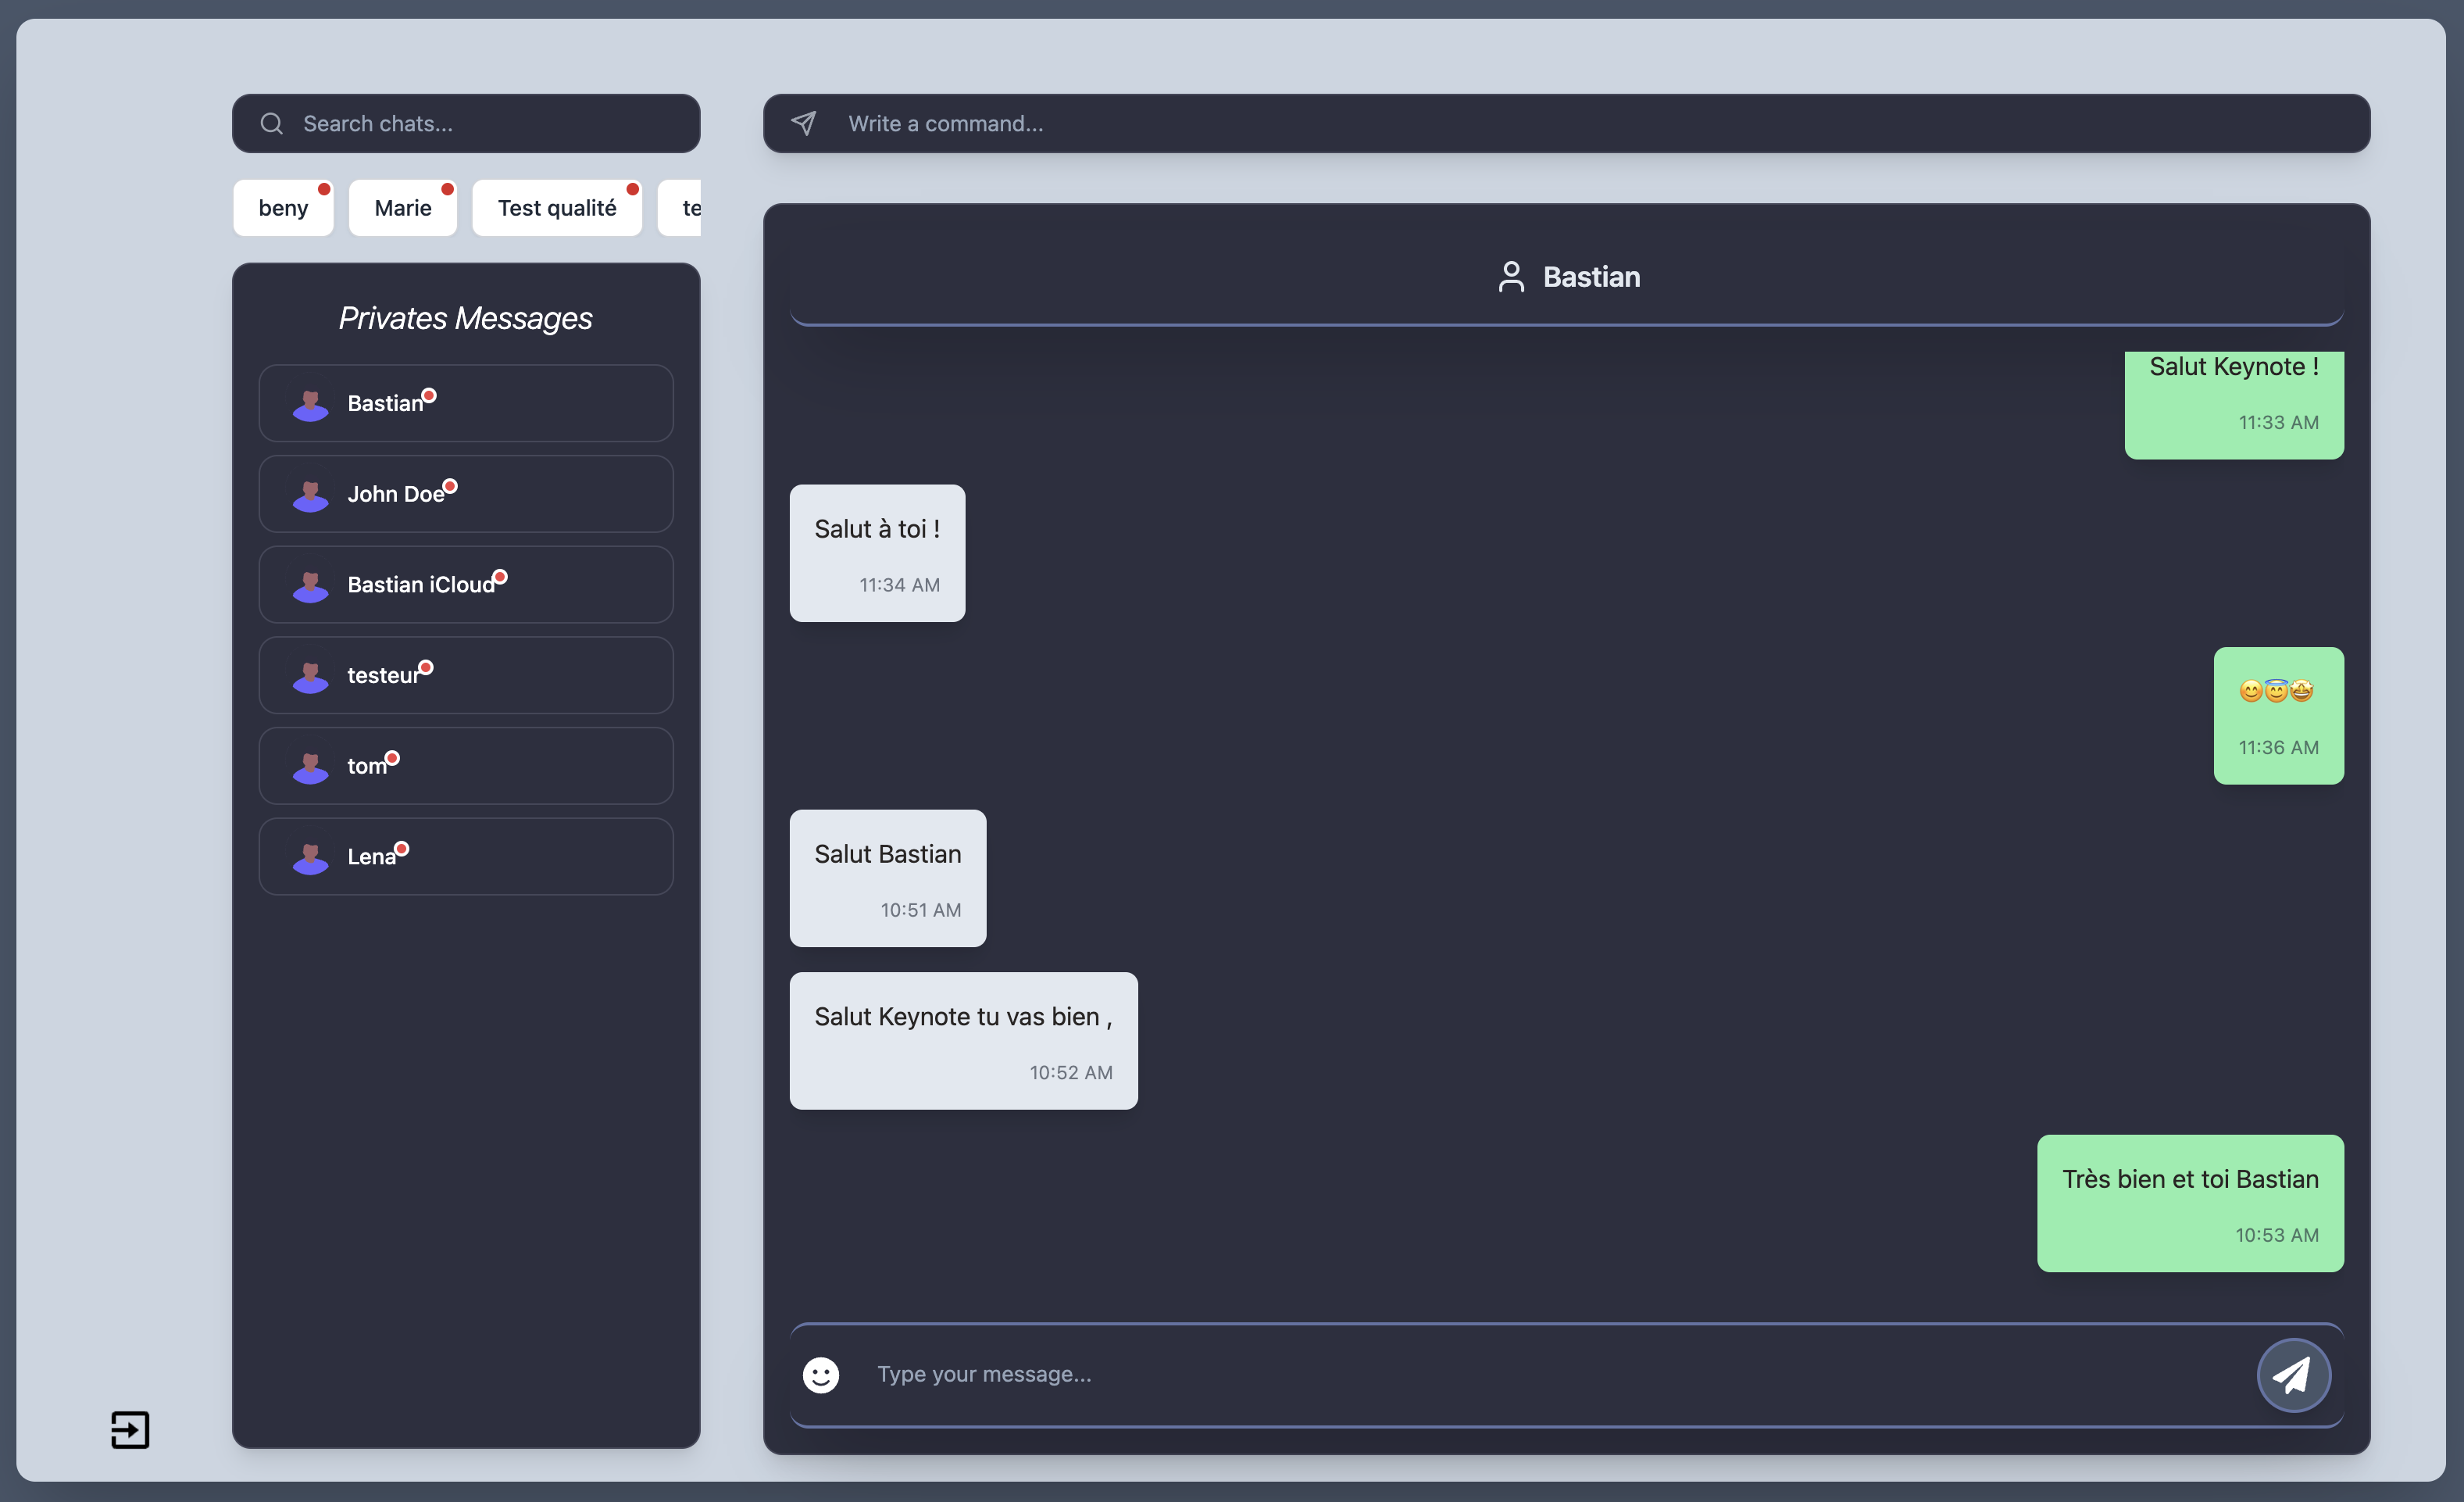 Search chats...
Write a command...
beny
Marie
Test qualité
te
Privates Messages
Bastian
John Doe
Bastian iCloud
testeur
tom
Lena
Bastian
Salut Keynote !
11:33 AM
Salut à toi !
11:34 AM
😊😇🤩
11:36 AM
Salut Bastian
10:51 AM
Salut Keynote tu vas bien ,
10:52 AM
Très bien et toi Bastian
10:53 AM
Type your message...